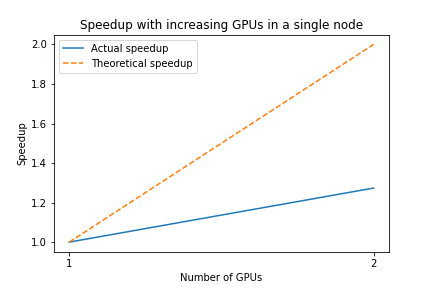 Speedup with increasing GPUs in a single node
Actual speedup
Theoretical speedup
2.0
1.8
1.6
1.4
1.2
1.0
Speedup
1 2
Number of GPUs